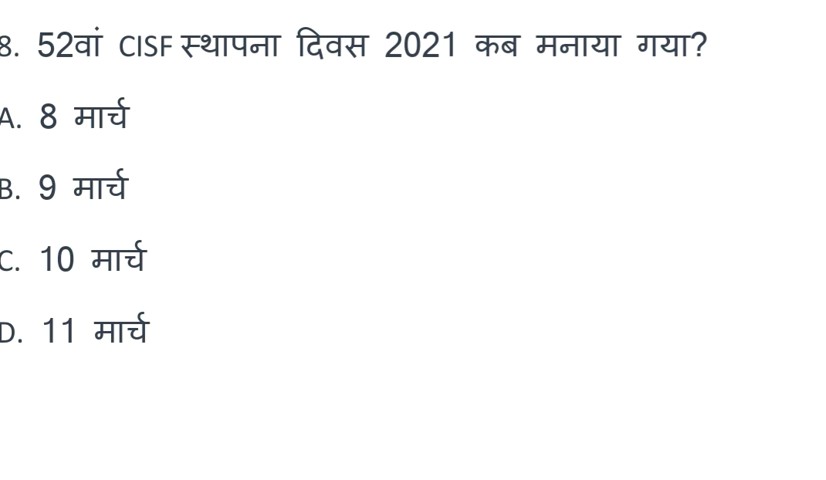 8. 52वां CISF स्थापना दिवस 2021 कब मनाया गया?
A. 8 मार्च
B. 9 मार्च
C. 10 मार्च
D. 11 मार्च